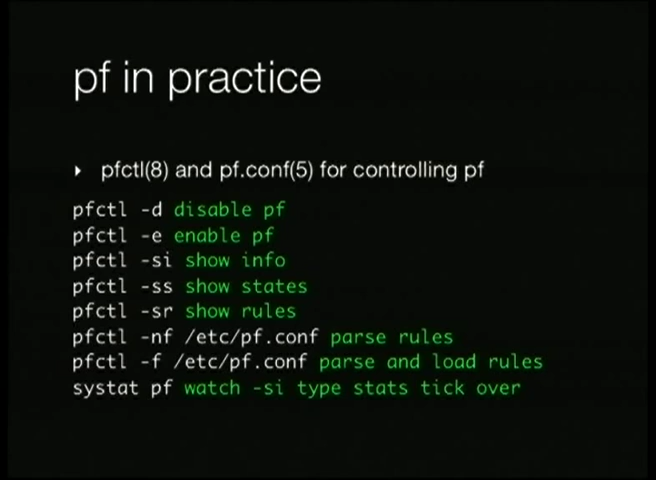 pf in practice
‣ pfctl(8) and pf.conf(5) for controlling pf
pfctl -d disable pf
pfctl -e enable pf
pfctl -si show info
pfctl -ss show states
pfctl -sr show rules
pfctl -nf /etc/pf.conf parse rules
pfctl -f /etc/pf.conf parse and load rules
systat pf watch -si type stats tick over